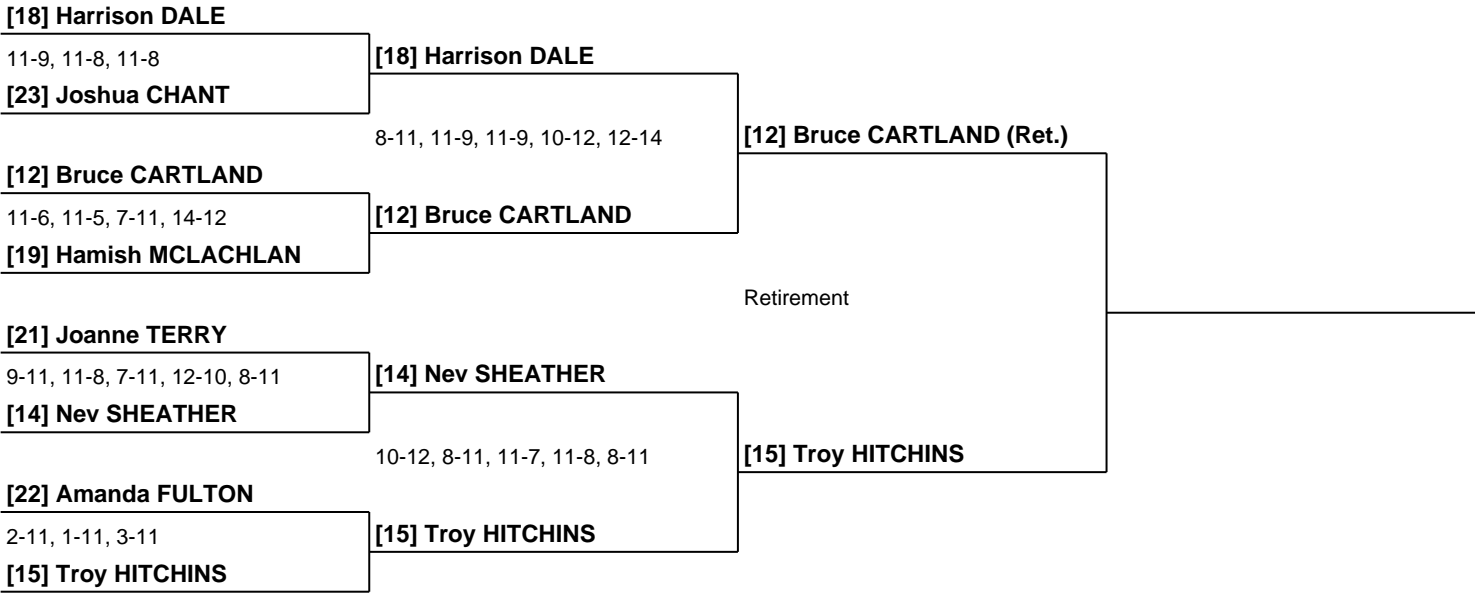 [18] Harrison DALE
11-9, 11-8, 11-8
[23] Joshua CHANT
[18] Harrison DALE
8-11, 11-9, 11-9, 10-12, 12-14
[12] Bruce CARTLAND (Ret.)
[12] Bruce CARTLAND
11-6, 11-5, 7-11, 14-12
[19] Hamish MCLACHLAN
[12] Bruce CARTLAND
Retirement
[21] Joanne TERRY
9-11, 11-8, 7-11, 12-10, 8-11
[14] Nev SHEATHER
[14] Nev SHEATHER
10-12, 8-11, 11-7, 11-8, 8-11
[15] Troy HITCHINS
[22] Amanda FULTON
2-11, 1-11, 3-11
[15] Troy HITCHINS
[15] Troy HITCHINS